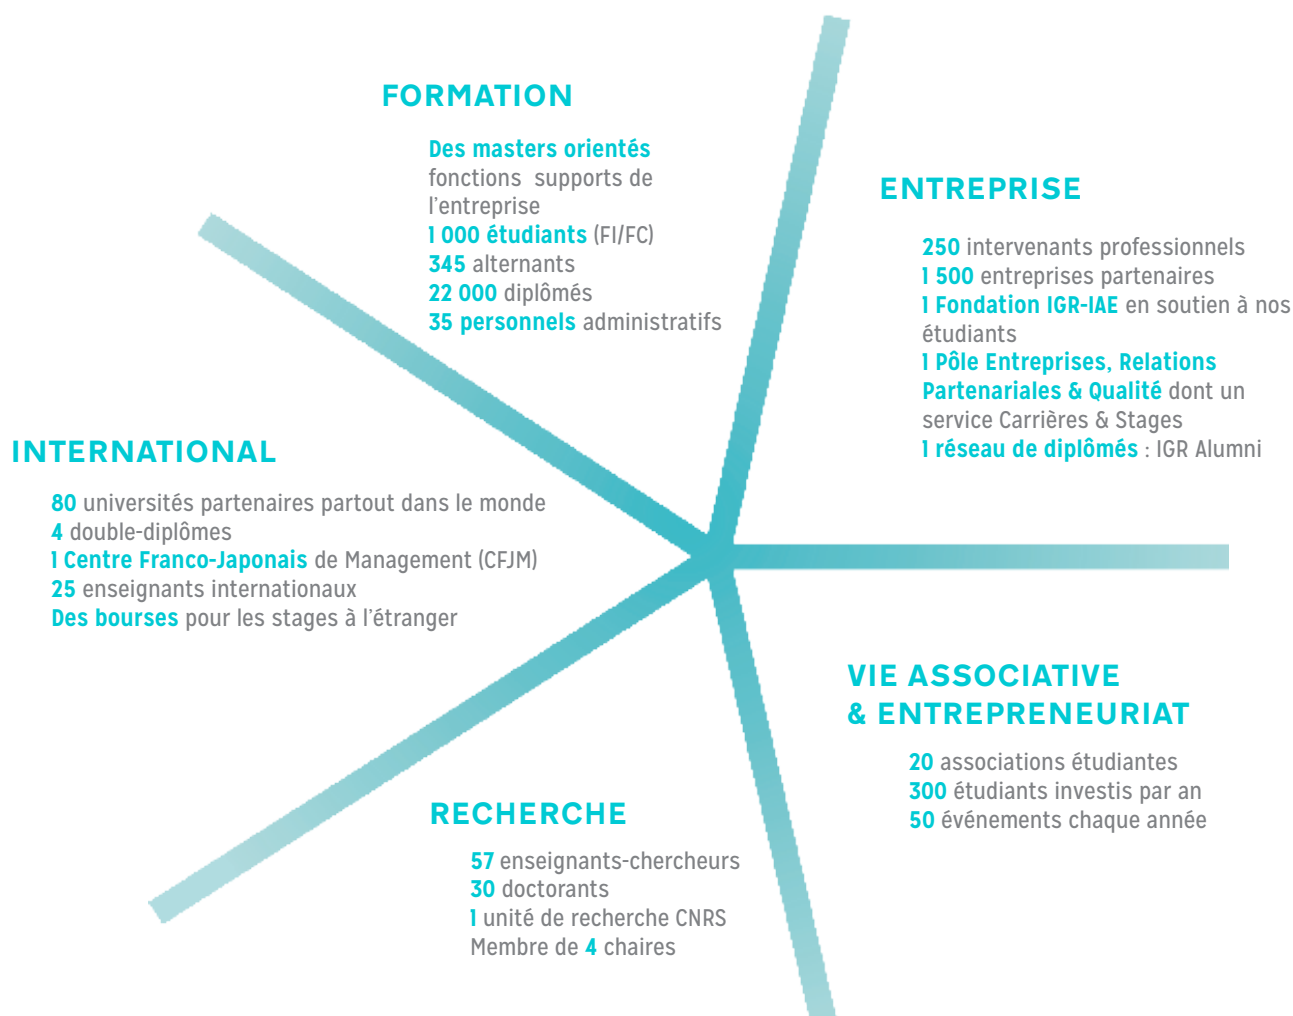 FORMATION
Des masters orientés
fonctions supports de
l'entreprise
1 000 étudiants (FI/FC)
345 alternants
22 000 diplômés
35 personnels administratifs
ENTREPRISE
250 intervenants professionnels
1 500 entreprises partenaires
1 Fondation IGR-IAE en soutien à nos
étudiants
1 Pôle Entreprises, Relations
Partenariales & Qualité dont un
service Carrières & Stages
1 réseau de diplômés : IGR Alumni
INTERNATIONAL
80 universités partenaires partout dans le monde
4 double-diplômes
1 Centre Franco-Japonais de Management (CFJM)
25 enseignants internationaux
Des bourses pour les stages à l'étranger
VIE ASSOCIATIVE
& ENTREPRENEURIAT
20 associations étudiantes
300 étudiants investis par an
50 événements chaque année
RECHERCHE
57 enseignants-chercheurs
30 doctorants
1 unité de recherche CNRS
Membre de 4 chaires